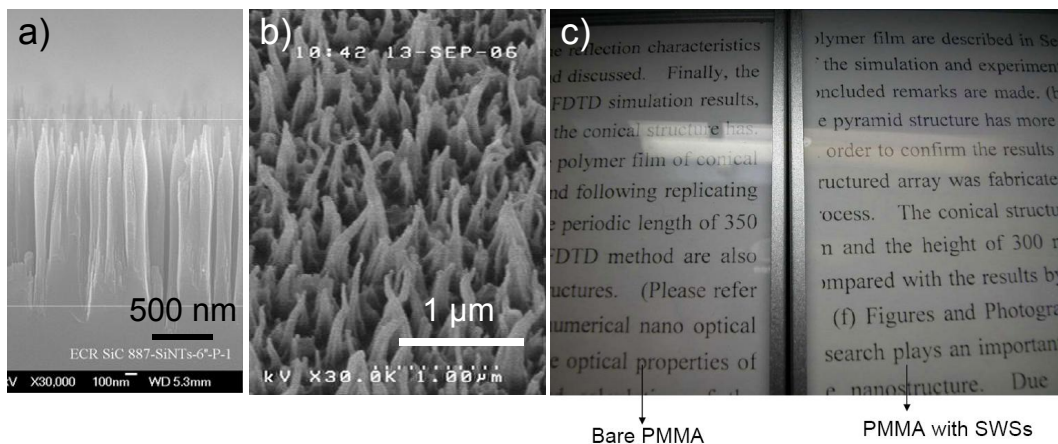 a)
500 nm
ECR SiC 887-SiNTs-6"-P-1
kV X30,000 100nm WD 5.3mm
b)
10:42 13-SEP-06
1 µm
kV X30.0K 1.00µm
c)
reflection characteristics
discussed. Finally, the
FDTD simulation results,
the conical structure has.
polymer film of conical
and following replicating
periodic length of 350
FDTD method are also
(Please refer
numerical nano optical
optical properties of
Bare PMMA
olymer film are described in Se
the simulation and experiment
oncluded remarks are made. (b
e pyramid structure has more
order to confirm the results
ructured array was fabricate
ocess. The conical structu
n and the height of 300 n
ompared with the results by
(f) Figures and Photogra
search plays an important
nanostructure. Due
PMMA with SWSs